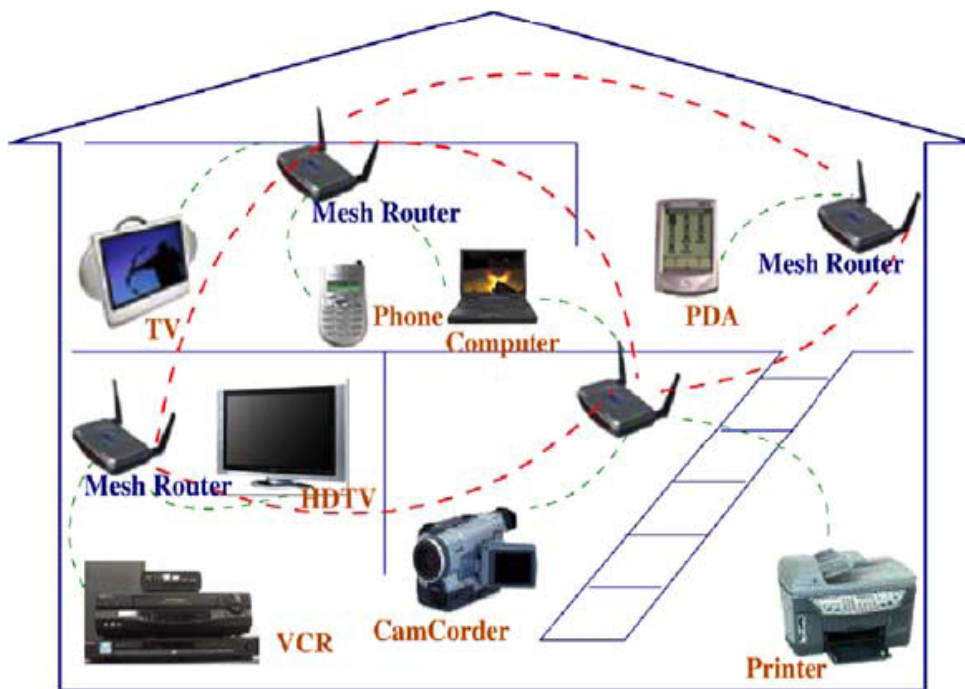 Mesh Router
Mesh Router
TV
Phone
Computer
PDA
Mesh Router
HDTV
VCR
CamCorder
Printer